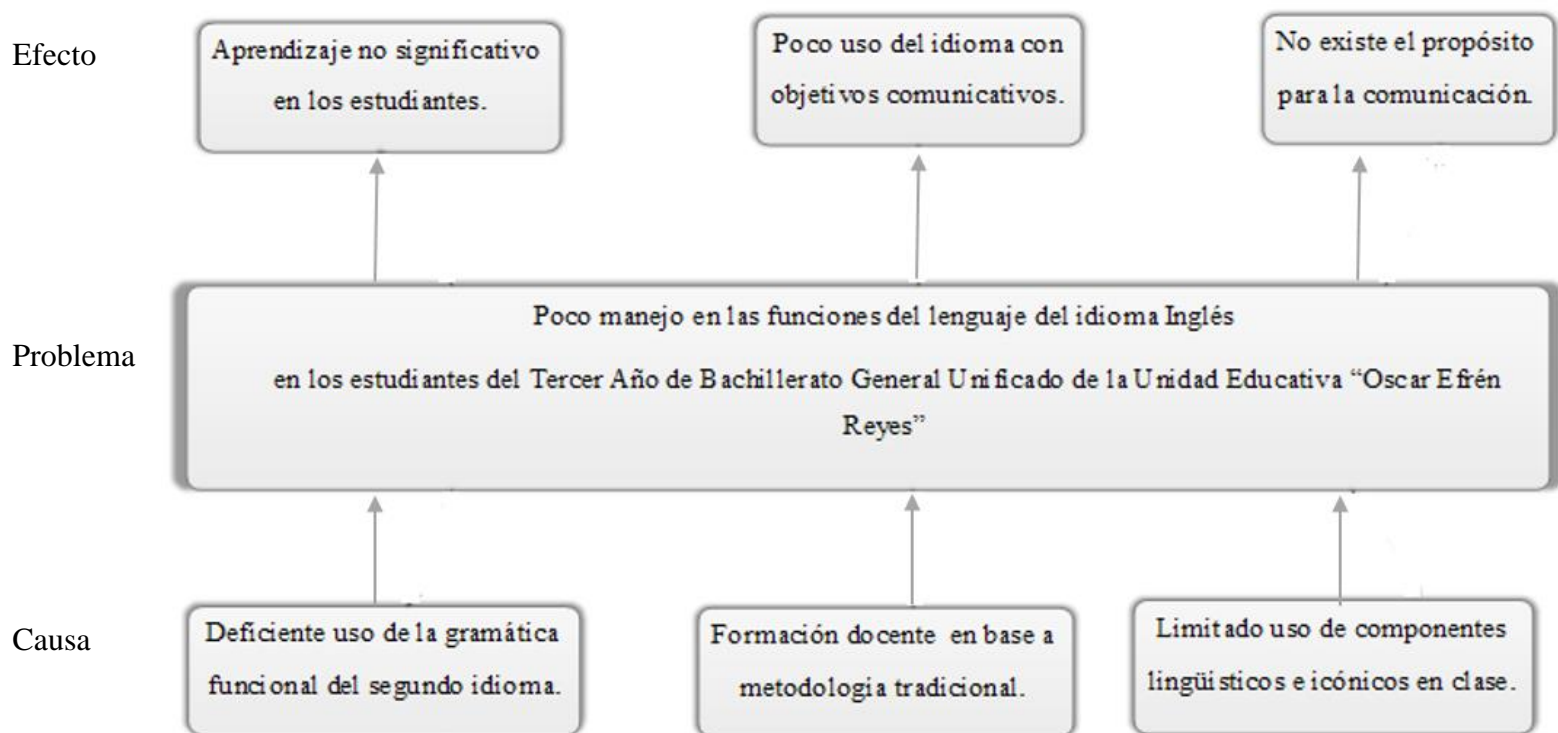 Efecto
Aprendizaje no significativo
en los estudiantes.
Poco uso del idioma con
objetivos comunicativos.
No existe el propósito
para la comunicación.
Problema
Poco manejo en las funciones del lenguaje del idioma Inglés
en los estudiantes del Tercer Año de Bachillerato General Unificado de la Unidad Educativa “Oscar Efrén
Reyes”
Causa
Deficiente uso de la gramática
funcional del segundo idioma.
Formación docente en base a
metodología tradicional.
Limitado uso de componentes
lingüisticos e icónicos en clase.